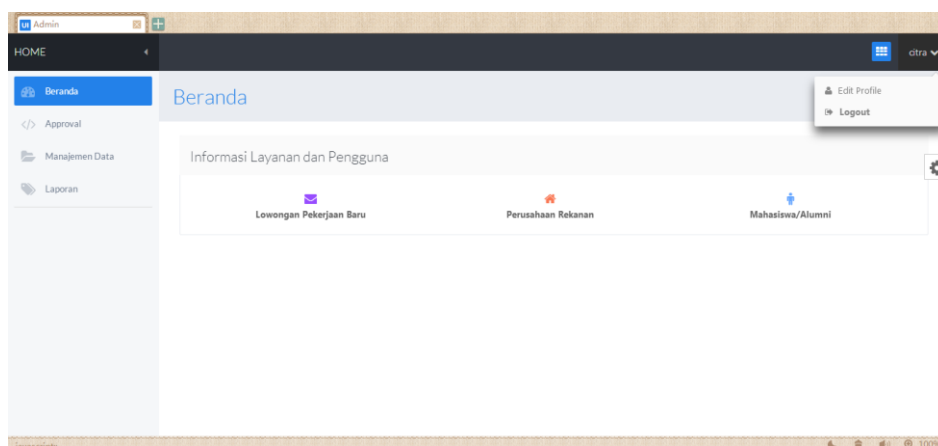 UI Admin
HOME
citra
Beranda
Approval
Manajemen Data
Laporan
Beranda
Edit Profile
Logout
Informasi Layanan dan Pengguna
Lowongan Pekerjaan Baru
Perusahaan Rekanan
Mahasiswa/Alumni